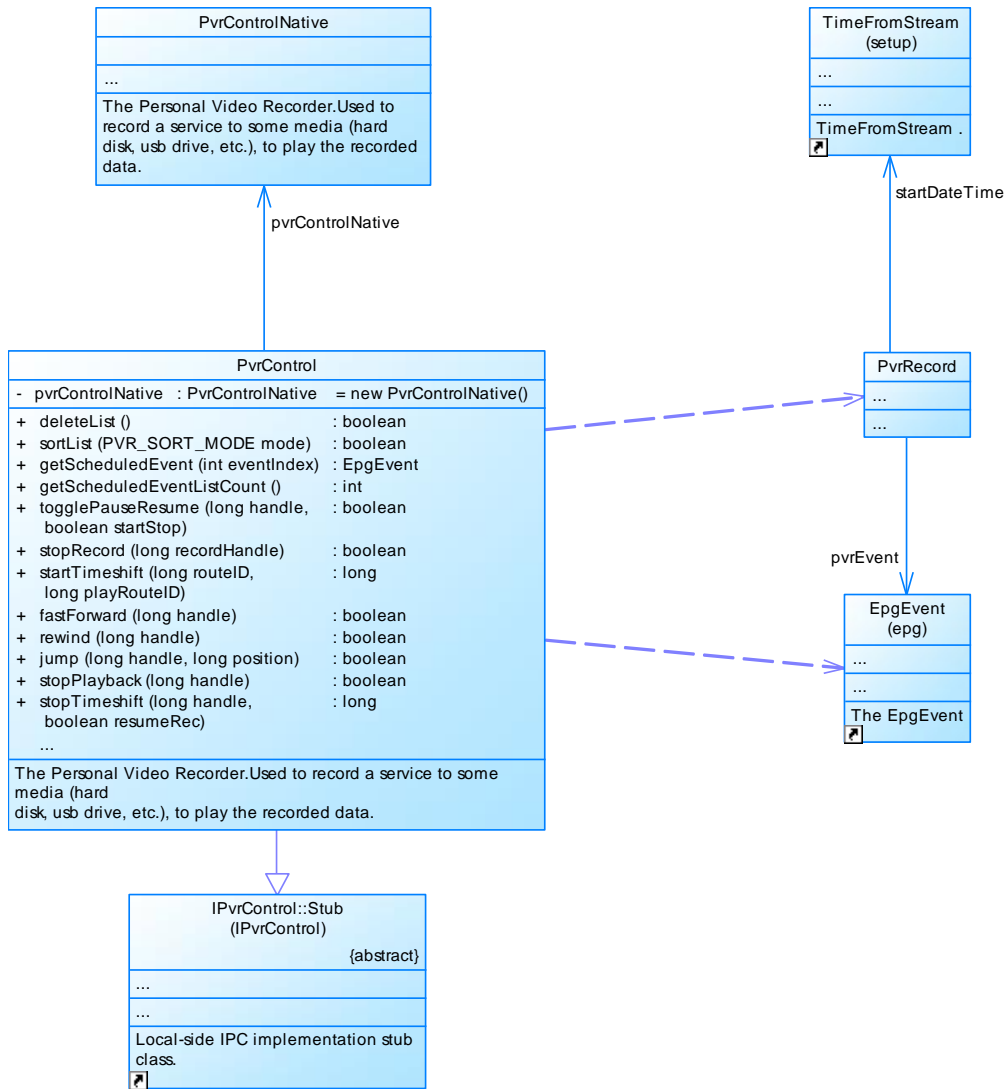 PvrControlNative
...
The Personal Video Recorder.Used to
record a service to some media (hard
disk, usb drive, etc.), to play the recorded
data.
TimeFromStream
(setup)
...
...
TimeFromStream .
pvrControlNative
startDateTime
PvrControl
- pvrControlNative : PvrControlNative = new PvrControlNative()
+ deleteList () : boolean
+ sortList (PVR_SORT_MODE mode) : boolean
+ getScheduledEvent (int eventIndex) : EpgEvent
+ getScheduledEventListCount () : int
+ togglePauseResume (long handle, : boolean
boolean startStop)
+ stopRecord (long recordHandle) : boolean
+ startTimeshift (long routeID, : long
long playRouteID)
+ fastForward (long handle) : boolean
+ rewind (long handle) : boolean
+ jump (long handle, long position) : boolean
+ stopPlayback (long handle) : boolean
+ stopTimeshift (long handle, : long
boolean resumeRec)
...
The Personal Video Recorder.Used to record a service to some
media (hard
disk, usb drive, etc.), to play the recorded data.
PvrRecord
...
...
pvrEvent
EpgEvent
(epg)
...
...
The EpgEvent
IPvrControl::Stub
(IPvrControl)
{abstract}
...
...
Local-side IPC implementation stub
class.